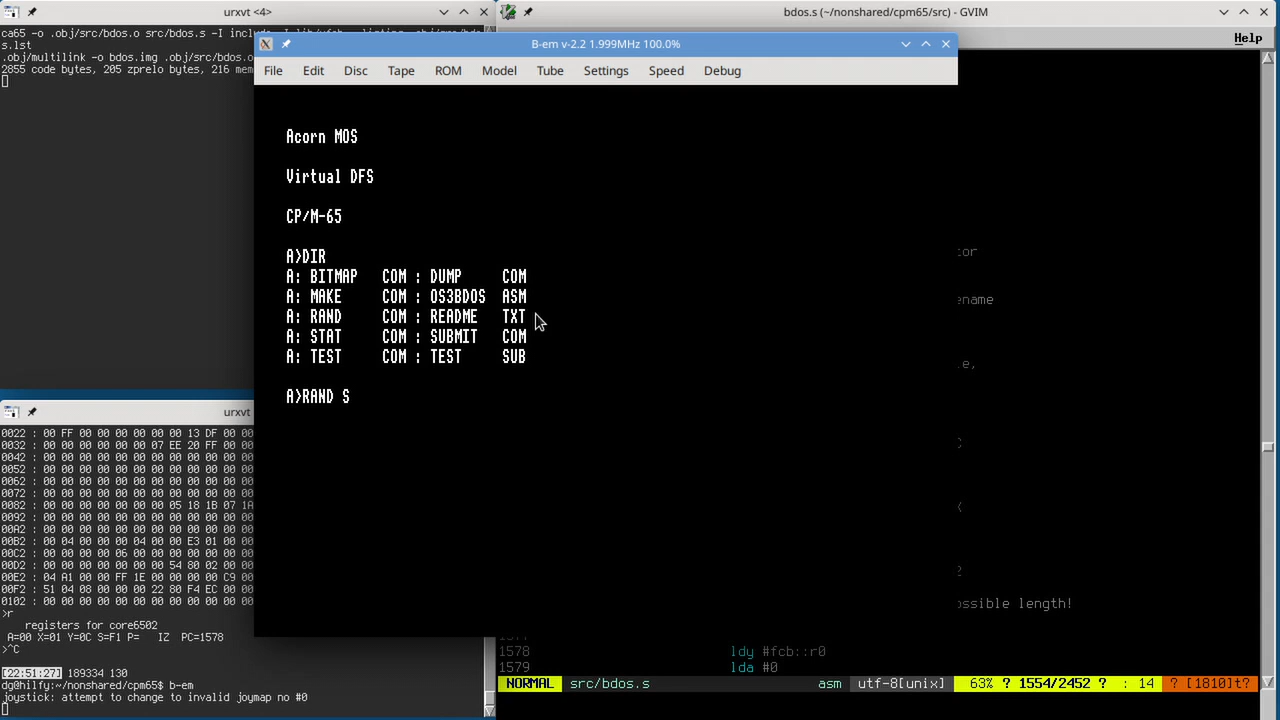 urxvt <4>
ca65 -o .obj/src/bdos.o src/bdos.s -I include
s.lst
.obj/multilink -o bdos.img .obj/src/bdos.o
2855 code bytes, 205 zprelo bytes, 216 mem
bdos.s (~/nonshared/cpm65/src) - GVIM
Help
B-em v-2.2 1.999MHz 100.0%
File Edit Disc Tape ROM Model Tube Settings Speed Debug
Acorn MOS
Virtual DFS
CP/M-65
A>DIR
A: BITMAP COM : DUMP COM
A: MAKE COM : OS3BDOS ASM
A: RAND COM : README TXT
A: STAT COM : SUBMIT COM
A: TEST COM : TEST SUB
A>RAND S
tor
ename
e,
ossible length!
1578 ldy #fcb::r0
1579 lda #0
NORMAL src/bdos.s asm utf-8[unix] 63% ? 1554/2452 ? : 14 ? [1810]t?
urxvt
0022 : 00 FF 00 00 00 00 00 00 13 DF 00 00
0032 : 00 00 00 00 00 00 07 EE 20 FF 00 00
0042 : 00 00 00 00 00 00 00 00 00 00 00 00
0052 : 00 00 00 00 00 00 00 00 00 00 00 00
0062 : 00 00 00 00 00 00 00 00 00 00 00 00
0072 : 00 00 00 00 00 00 00 00 00 00 00 00
0082 : 00 00 00 00 00 00 00 05 18 1B 07 1A
0092 : 00 00 00 00 00 00 00 00 00 00 00 00
00A2 : 00 00 00 00 00 00 00 00 00 00 00 00
00B2 : 00 04 00 00 00 04 00 00 E3 01 00 00
00C2 : 00 00 00 00 06 00 00 00 00 00 00 00
00D2 : 00 00 00 00 00 00 00 54 80 02 00 00
00E2 : 04 A1 00 00 FF 1E 00 00 00 00 C9 00
00F2 : 51 04 08 00 00 00 00 22 80 F4 EC 00 00
0102 : 00 00 00 00 00 00 00 00 00 00 00 00
>r
registers for core6502
A=00 X=01 Y=0C S=F1 P= IZ PC=1578
>^C
[22:51:27] 189334 130
dg@hilfy:~/nonshared/cpm65$ b-em
joystick: attempt to change to invalid joymap no #0